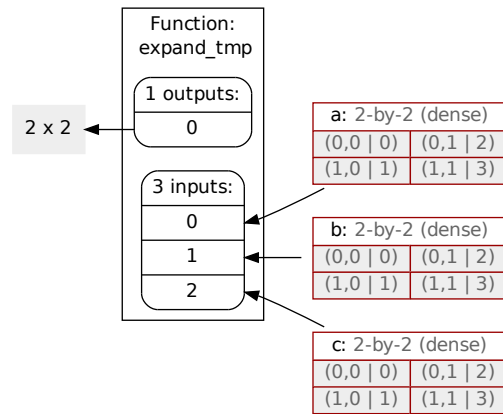 Function:
expand_tmp
1 outputs:
0
2 x 2
3 inputs:
0
1
2
a: 2-by-2 (dense)
(0,0 | 0) (0,1 | 2)
(1,0 | 1) (1,1 | 3)
b: 2-by-2 (dense)
(0,0 | 0) (0,1 | 2)
(1,0 | 1) (1,1 | 3)
c: 2-by-2 (dense)
(0,0 | 0) (0,1 | 2)
(1,0 | 1) (1,1 | 3)